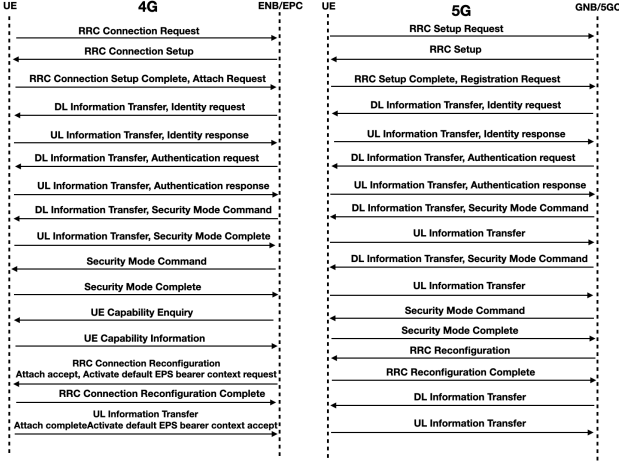 UE
4G
ENB/EPC
RRC Connection Request
RRC Connection Setup
RRC Connection Setup Complete, Attach Request
DL Information Transfer, Identity request
UL Information Transfer, Identity response
DL Information Transfer, Authentication request
UL Information Transfer, Authentication response
DL Information Transfer, Security Mode Command
UL Information Transfer, Security Mode Complete
Security Mode Command
Security Mode Complete
UE Capability Enquiry
UE Capability Information
RRC Connection Reconfiguration
Attach accept, Activate default EPS bearer context request
RRC Connection Reconfiguration Complete
UL Information Transfer
Attach completeActivate default EPS bearer context accept
UE
5G
GNB/5GC
RRC Setup Request
RRC Setup
RRC Setup Complete, Registration Request
DL Information Transfer, Identity request
UL Information Transfer, Identity response
DL Information Transfer, Authentication request
UL Information Transfer, Authentication response
DL Information Transfer, Security Mode Command
UL Information Transfer
DL Information Transfer, Security Mode Command
UL Information Transfer
Security Mode Command
Security Mode Complete
RRC Reconfiguration
RRC Reconfiguration Complete
DL Information Transfer
UL Information Transfer